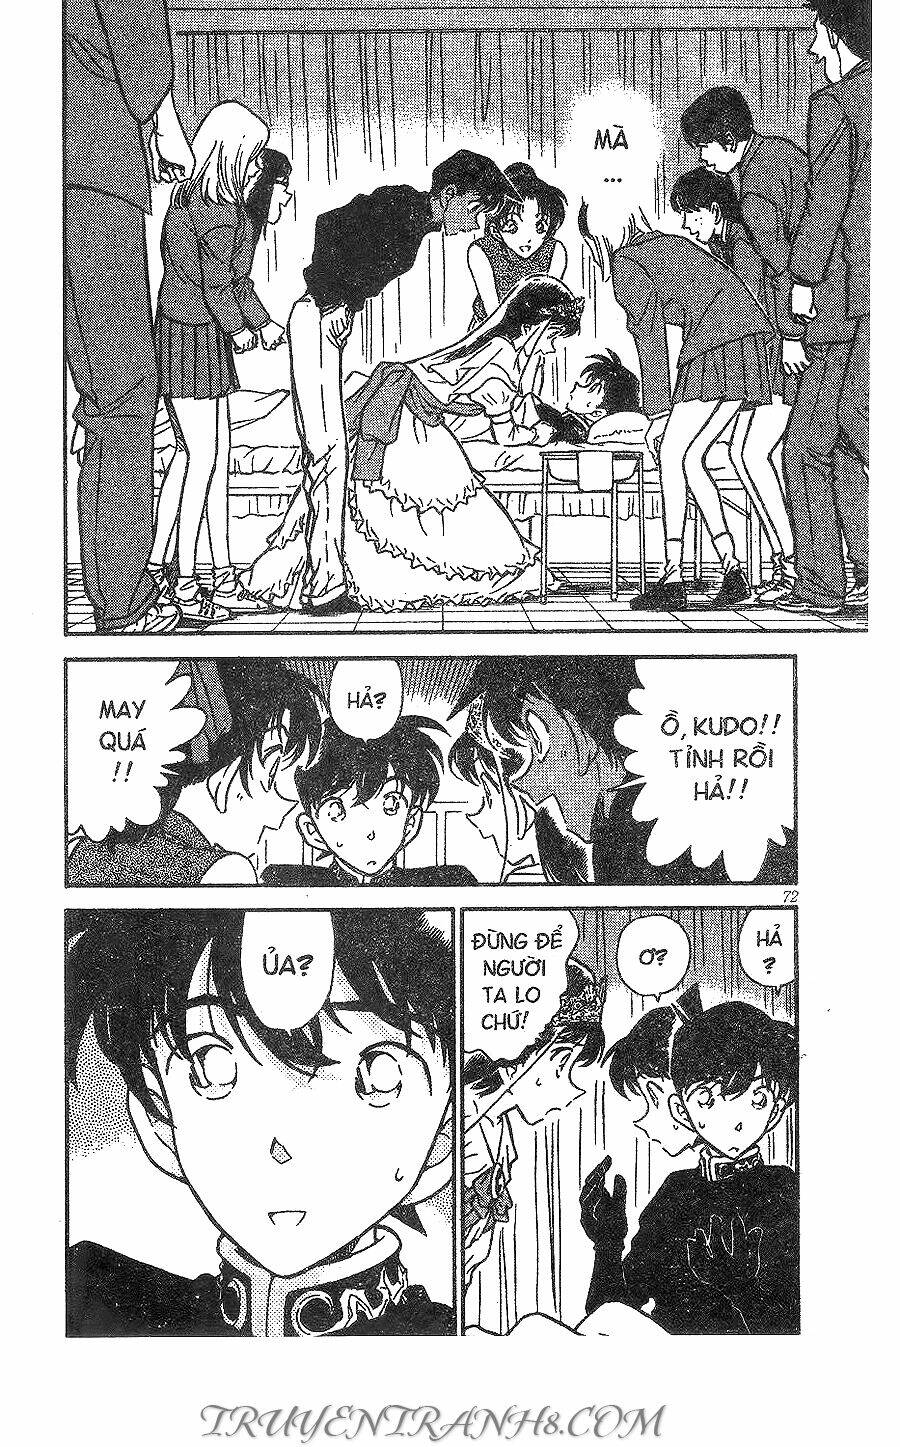 MÀ
...
Ồ, KUDO!!
TỈNH RỒI
HẢ!!
HẢ?
MAY
QUÁ
!!
72
HẢ
?
Ơ?
ĐỪNG ĐỂ
NGƯỜI
TA LO
CHỨ!
ỦA?
TRUYENTRANH8.COM